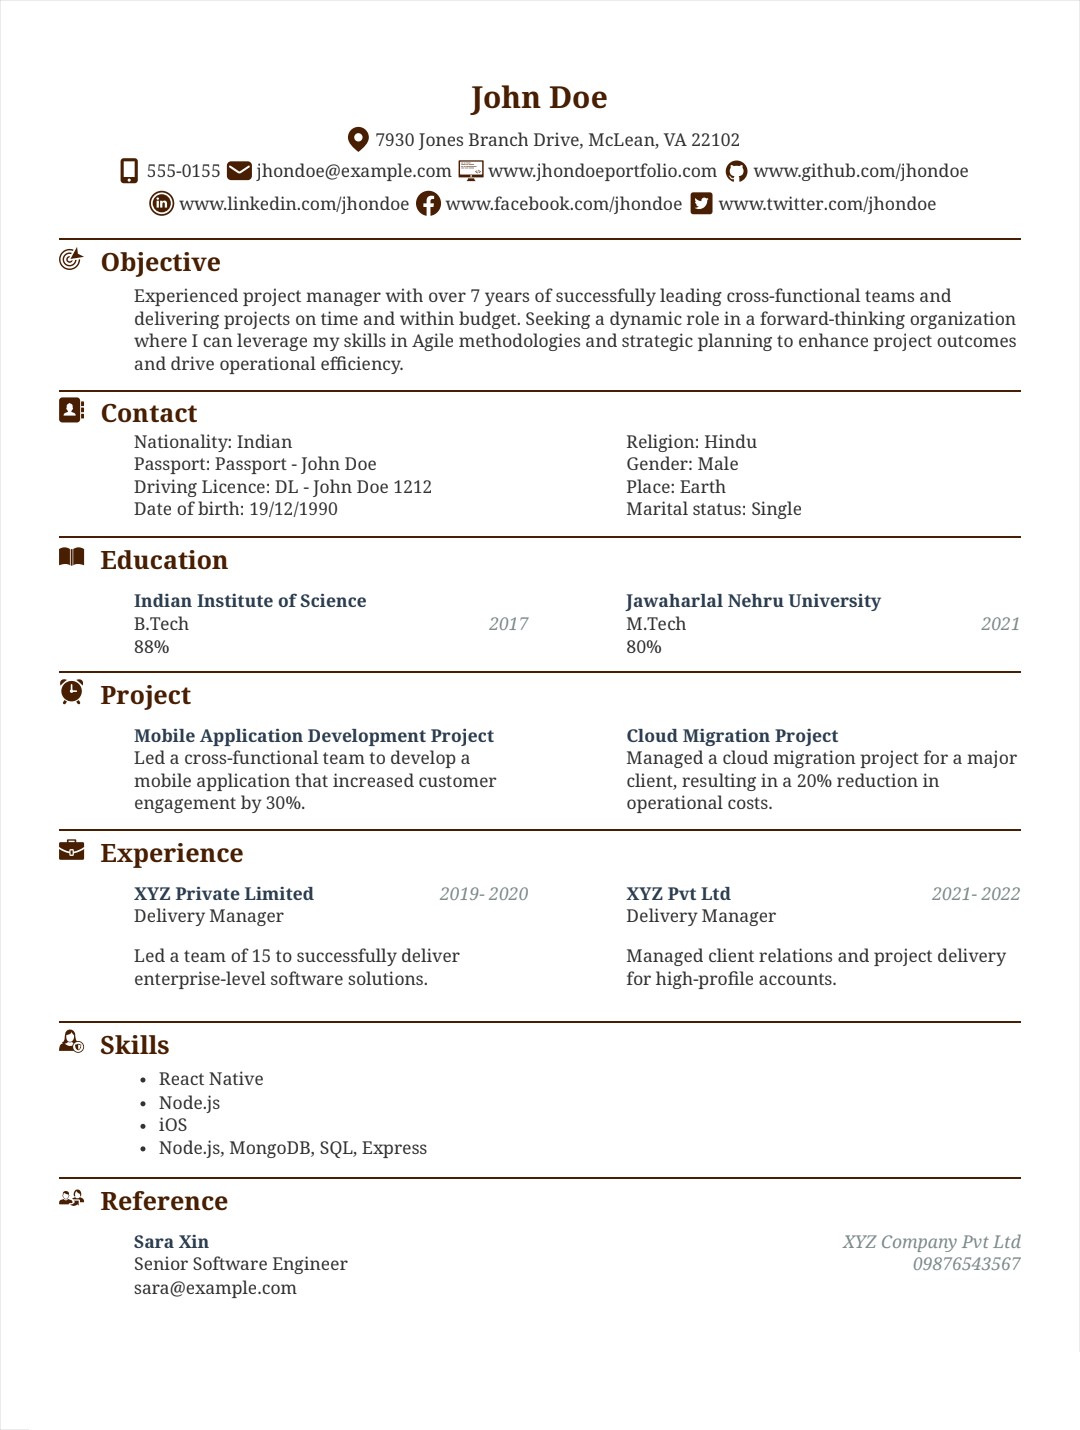 John Doe
7930 Jones Branch Drive, McLean, VA 22102
555-0155 jhondoe@example.com www.jhondoeportfolio.com www.github.com/jhondoe
www.linkedin.com/jhondoe www.facebook.com/jhondoe www.twitter.com/jhondoe
Objective
Experienced project manager with over 7 years of successfully leading cross-functional teams and
delivering projects on time and within budget. Seeking a dynamic role in a forward-thinking organization
where I can leverage my skills in Agile methodologies and strategic planning to enhance project outcomes
and drive operational efficiency.
Contact
Nationality: Indian
Passport: Passport - John Doe
Driving Licence: DL - John Doe 1212
Date of birth: 19/12/1990
Religion: Hindu
Gender: Male
Place: Earth
Marital status: Single
Education
Indian Institute of Science
B.Tech 2017
88%
Jawaharlal Nehru University
M.Tech 2021
80%
Project
Mobile Application Development Project
Led a cross-functional team to develop a
mobile application that increased customer
engagement by 30%.
Cloud Migration Project
Managed a cloud migration project for a major
client, resulting in a 20% reduction in
operational costs.
Experience
XYZ Private Limited 2019- 2020
Delivery Manager
Led a team of 15 to successfully deliver
enterprise-level software solutions.
XYZ Pvt Ltd 2021- 2022
Delivery Manager
Managed client relations and project delivery
for high-profile accounts.
Skills
• React Native
• Node.js
• iOS
• Node.js, MongoDB, SQL, Express
Reference
Sara Xin XYZ Company Pvt Ltd
Senior Software Engineer 09876543567
sara@example.com